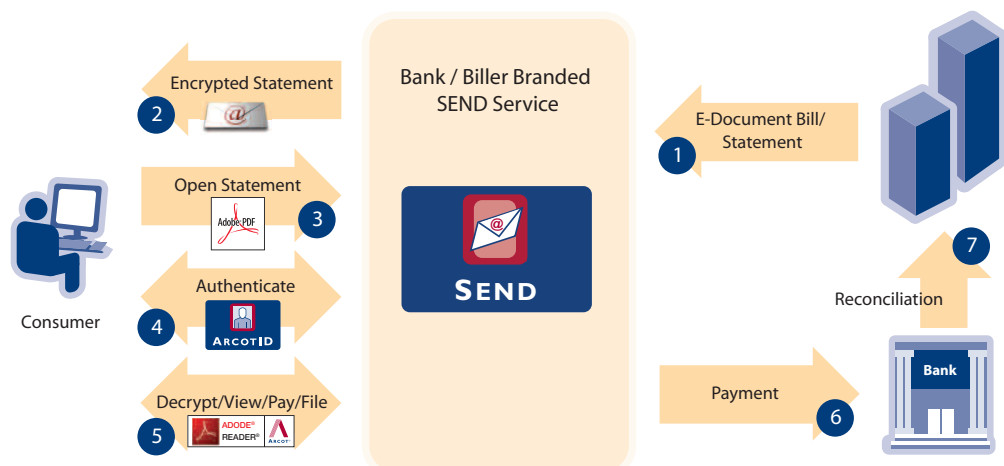 Encrypted Statement
@
2
Open Statement
Adobe PDF
3
Consumer
Authenticate
ARCOTID
4
Decrypt/View/Pay/File
ADODE®
READER®
ARCOT
5
Bank / Biller Branded
SEND Service
@
SEND
E-Document Bill/
Statement
1
7
Reconciliation
Bank
Payment
6